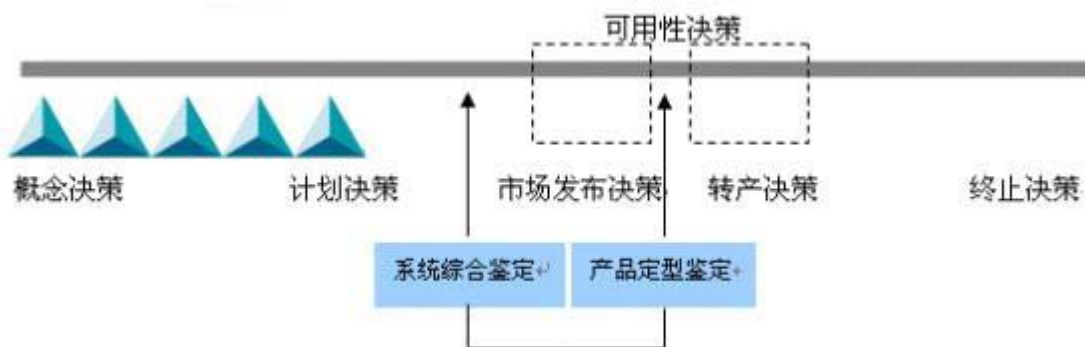 可用性决策
概念决策
计划决策
市场发布决策
转产决策
终止决策
系统综合鉴定
产品定型鉴定